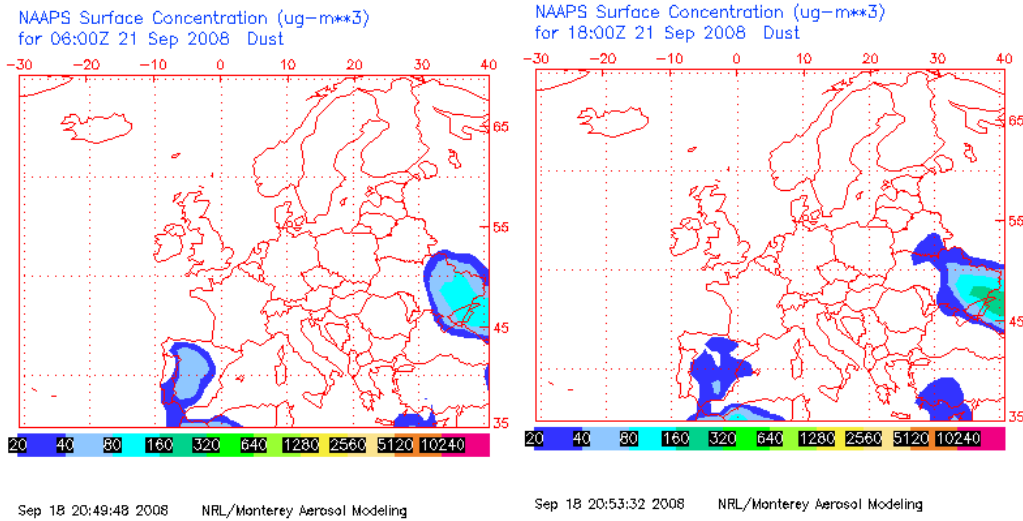 NAAPS Surface Concentration (ug-m**3)
for 06:00Z 21 Sep 2008 Dust
-30 -20 -10 0 10 20 30 40
65
55
45
35
20 40 80 160 320 640 1280 2560 5120 10240
Sep 18 20:49:48 2008 NRL/Monterey Aerosol Modeling
NAAPS Surface Concentration (ug-m**3)
for 18:00Z 21 Sep 2008 Dust
-30 -20 -10 0 10 20 30 40
65
55
45
35
20 40 80 160 320 640 1280 2560 5120 10240
Sep 18 20:53:32 2008 NRL/Monterey Aerosol Modeling